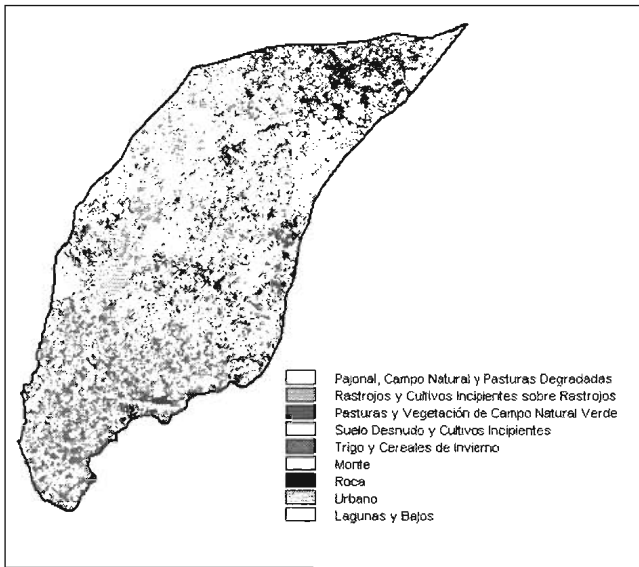 Pajonal, Campo Natural y Pasturas Degradadas
Rastrojos y Cultivos Incipientes sobre Rastrojos
Pasturas y Vegetación de Campo Natural Verde
Suelo Desnudo y Cultivos Incipientes
Trigo y Cereales de Invierno
Monte
Roca
Urbano
Lagunas y Bajos